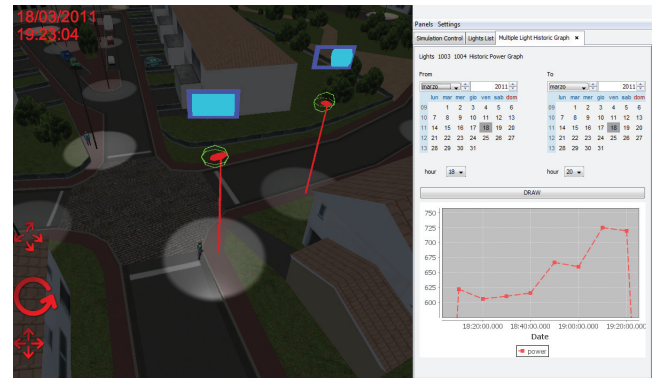 18/03/2011
19:23:04
Panels Settings
Simulation Control Lights List Multiple Light Historic Graph ×
Lights 1003 1004 Historic Power Graph
From To
marzo 2011 marzo 2011
lun mar mer gio ven sab dom lun mar mer gio ven sab dom
09 1 2 3 4 5 6 09 1 2 3 4 5 6
10 7 8 9 10 11 12 13 10 7 8 9 10 11 12 13
11 14 15 16 17 18 19 20 11 14 15 16 17 18 19 20
12 21 22 23 24 25 26 27 12 21 22 23 24 25 26 27
13 28 29 30 31 13 28 29 30 31
hour 18 hour 20
DRAW
750
725
700
675
650
625
600
18:20:00.000 18:40:00.000 19:00:00.000 19:20:00.000
Date
power